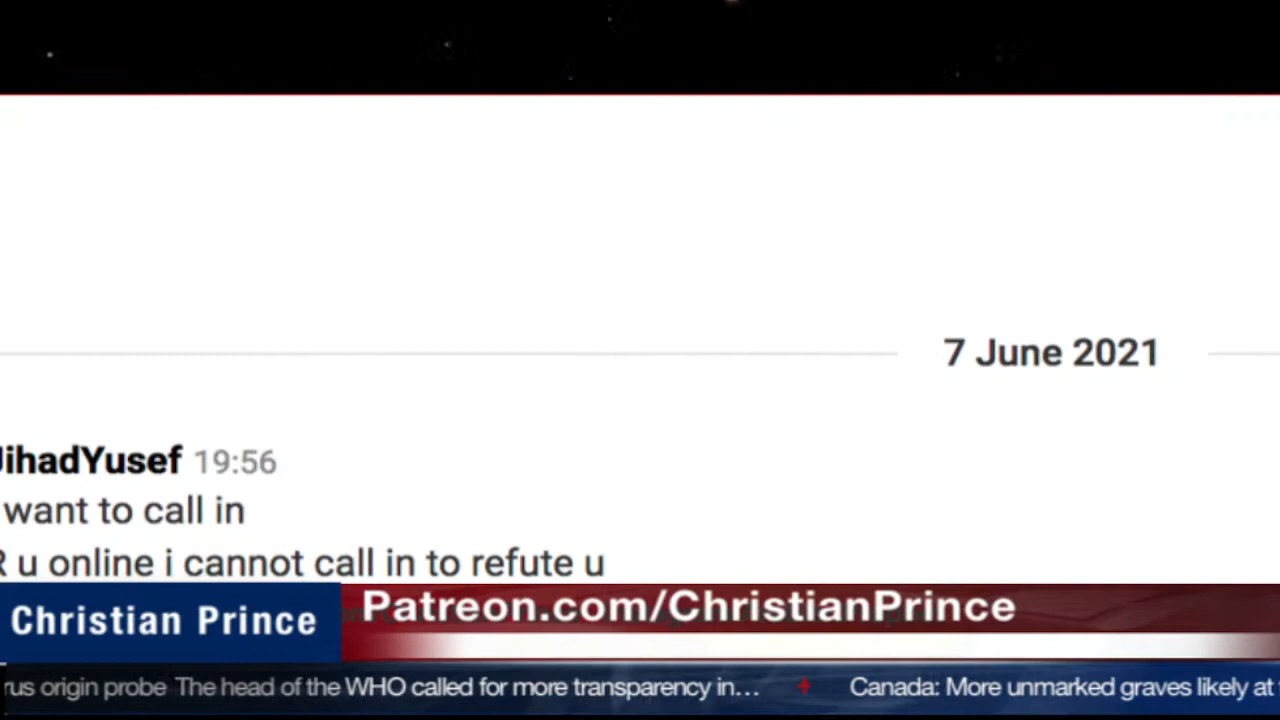 7 June 2021
JihadYusef 19:56
want to call in
R u online i cannot call in to refute u
Patreon.com/ChristianPrince
Christian Prince
rus origin probe The head of the WHO called for more transparency in…
Canada: More unmarked graves likely at